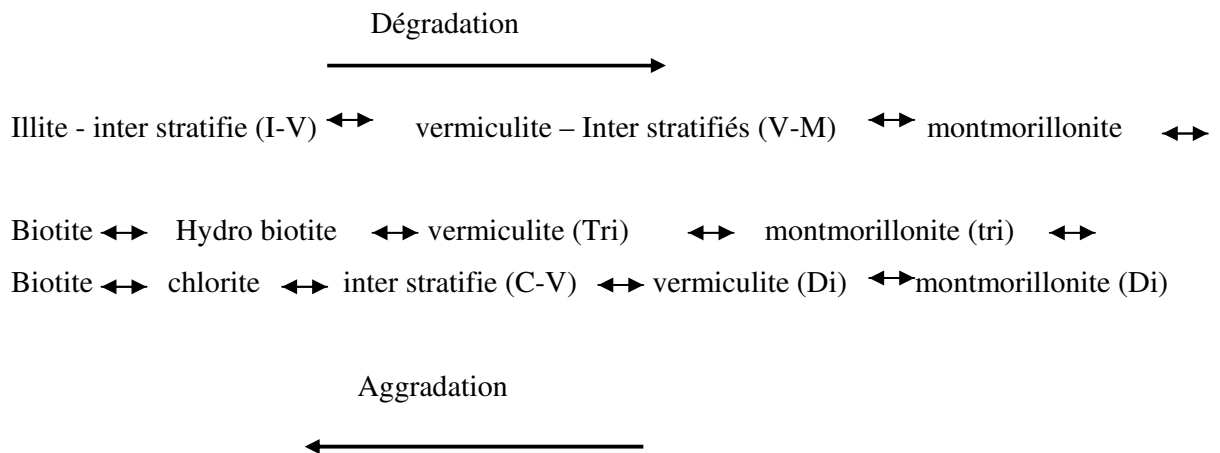 Dégradation
Illite - inter stratifie (I-V) ↔ vermiculite – Inter stratifiés (V-M) ↔ montmorillonite ↔
Biotite ↔ Hydro biotite ↔ vermiculite (Tri) ↔ montmorillonite (tri) ↔
Biotite ↔ chlorite ↔ inter stratifie (C-V) ↔ vermiculite (Di) ↔ montmorillonite (Di)
Aggradation